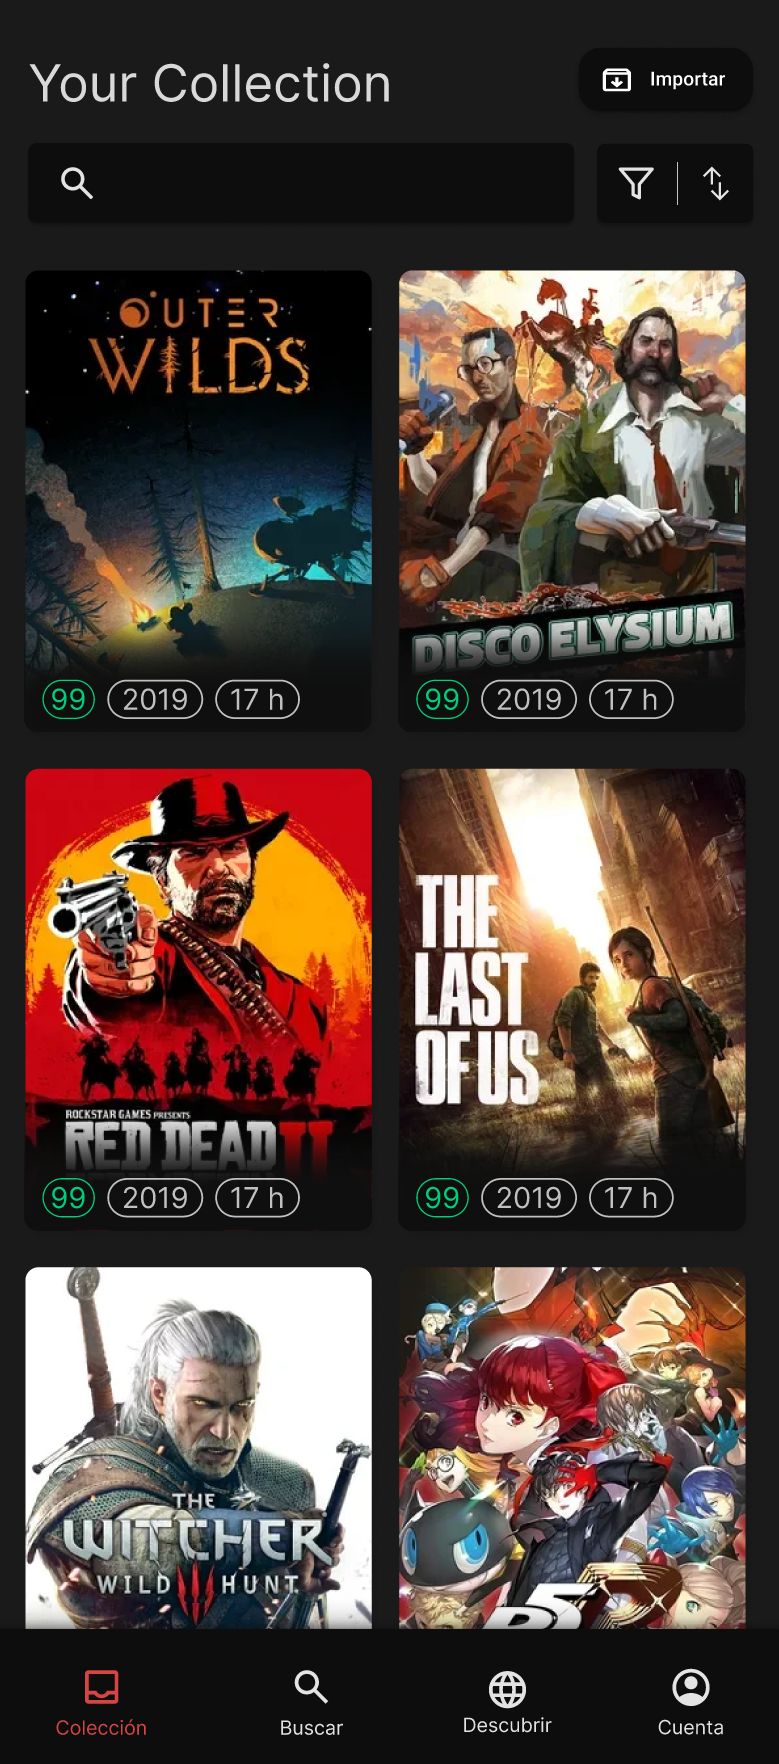 Your Collection
Importar
OUTER
WILDS
DISCO ELYSIUM
99 2019 17 h
99 2019 17 h
ROCKSTAR GAMES PRESENTS
RED DEAD II
THE
LAST
OF US
99 2019 17 h
99 2019 17 h
THE
WITCHER
WILD III HUNT
P5R
Colección
Buscar
Descubrir
Cuenta